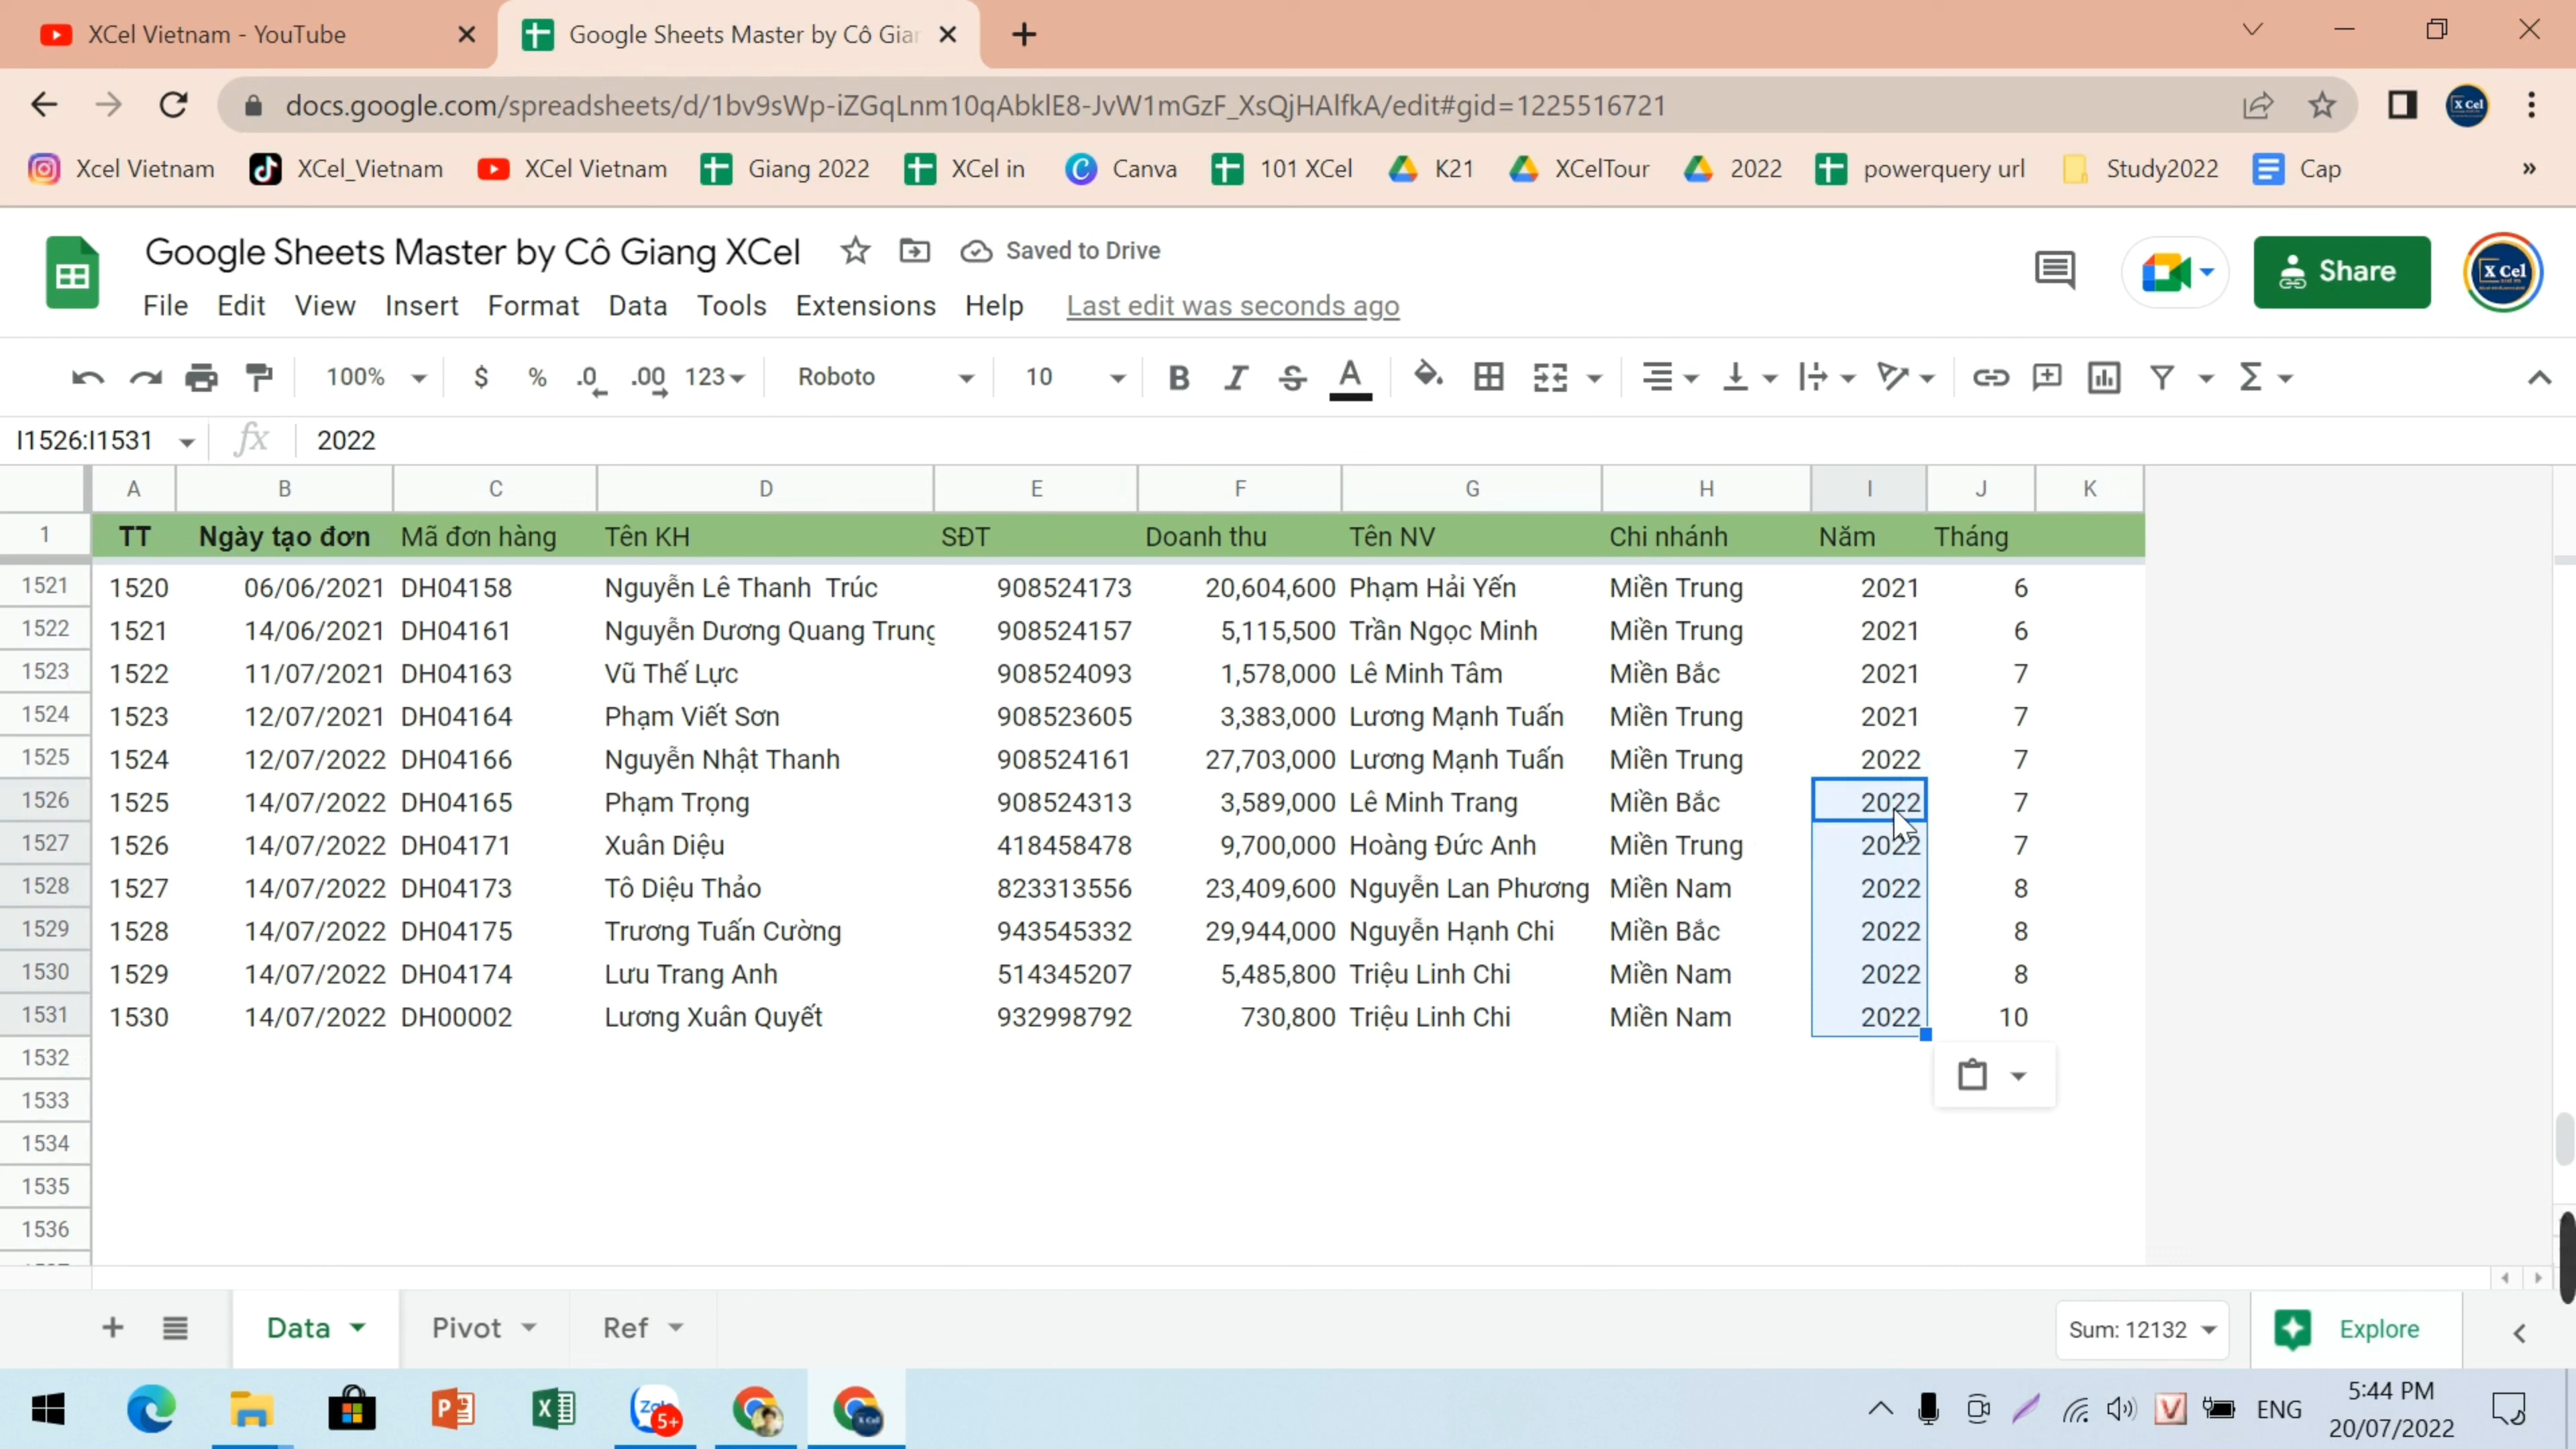 XCel Vietnam - YouTube
Google Sheets Master by Cô Giar
docs.google.com/spreadsheets/d/1bv9sWp-iZGqLnm10qAbklE8-JvW1mGzF_XsQjHAlfkA/edit#gid=1225516721
X Cel
Xcel Vietnam XCel_Vietnam XCel Vietnam Giang 2022 XCel in Canva 101 XCel K21 XCelTour 2022 powerquery url Study2022 Cap »
Google Sheets Master by Cô Giang XCel Saved to Drive Share X Cel
File Edit View Insert Format Data Tools Extensions Help Last edit was seconds ago
100% $ % .0 .00 123 Roboto 10 B I S A Σ
I1526:I1531 fx 2022
A B C D E F G H I J K
1 TT Ngày tạo đơn Mã đơn hàng Tên KH SĐT Doanh thu Tên NV Chi nhánh Năm Tháng
1521 1520 06/06/2021 DH04158 Nguyễn Lê Thanh  Trúc 908524173 20,604,600 Phạm Hải Yến Miền Trung 2021 6
1522 1521 14/06/2021 DH04161 Nguyễn Dương Quang Trung 908524157 5,115,500 Trần Ngọc Minh Miền Trung 2021 6
1523 1522 11/07/2021 DH04163 Vũ Thế Lực 908524093 1,578,000 Lê Minh Tâm Miền Bắc 2021 7
1524 1523 12/07/2021 DH04164 Phạm Viết Sơn 908523605 3,383,000 Lương Mạnh Tuấn Miền Trung 2021 7
1525 1524 12/07/2022 DH04166 Nguyễn Nhật Thanh 908524161 27,703,000 Lương Mạnh Tuấn Miền Trung 2022 7
1526 1525 14/07/2022 DH04165 Phạm Trọng 908524313 3,589,000 Lê Minh Trang Miền Bắc 2022 7
1527 1526 14/07/2022 DH04171 Xuân Diệu 418458478 9,700,000 Hoàng Đức Anh Miền Trung 2022 7
1528 1527 14/07/2022 DH04173 Tô Diệu Thảo 823313556 23,409,600 Nguyễn Lan Phương Miền Nam 2022 8
1529 1528 14/07/2022 DH04175 Trương Tuấn Cường 943545332 29,944,000 Nguyễn Hạnh Chi Miền Bắc 2022 8
1530 1529 14/07/2022 DH04174 Lưu Trang Anh 514345207 5,485,800 Triệu Linh Chi Miền Nam 2022 8
1531 1530 14/07/2022 DH00002 Lương Xuân Quyết 932998792 730,800 Triệu Linh Chi Miền Nam 2022 10
1532
1533
1534
1535
1536
Data Pivot Ref Sum: 12132 Explore
Zalo 5+ ENG 5:44 PM
20/07/2022